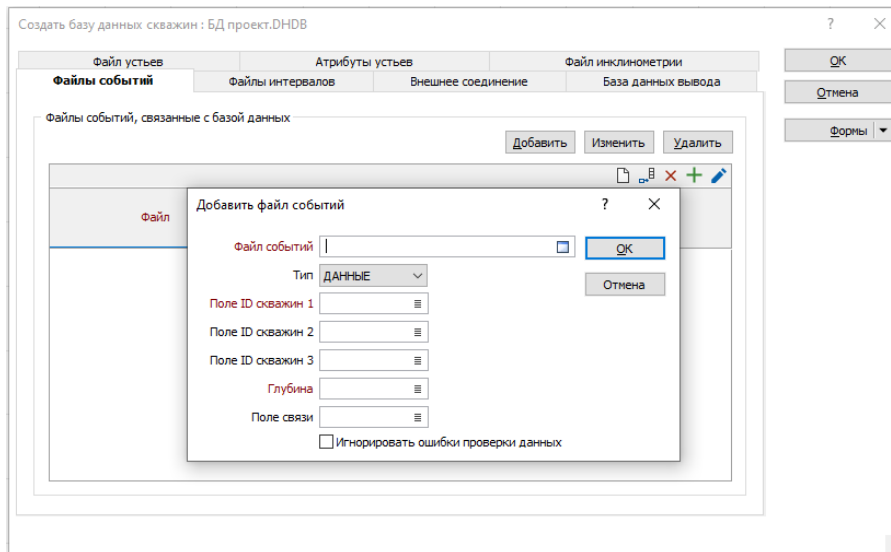 Создать базу данных скважин : БД проект.DHDB
?
Файл устьев Атрибуты устьев Файл инклинометрии
Файлы событий Файлы интервалов Внешнее соединение База данных вывода
OK
Отмена
Формы
Файлы событий, связанные с базой данных
Добавить Изменить Удалить
Файл
Добавить файл событий ?
Файл событий
OK
Тип ДАННЫЕ
Отмена
Поле ID скважин 1
Поле ID скважин 2
Поле ID скважин 3
Глубина
Поле связи
Игнорировать ошибки проверки данных